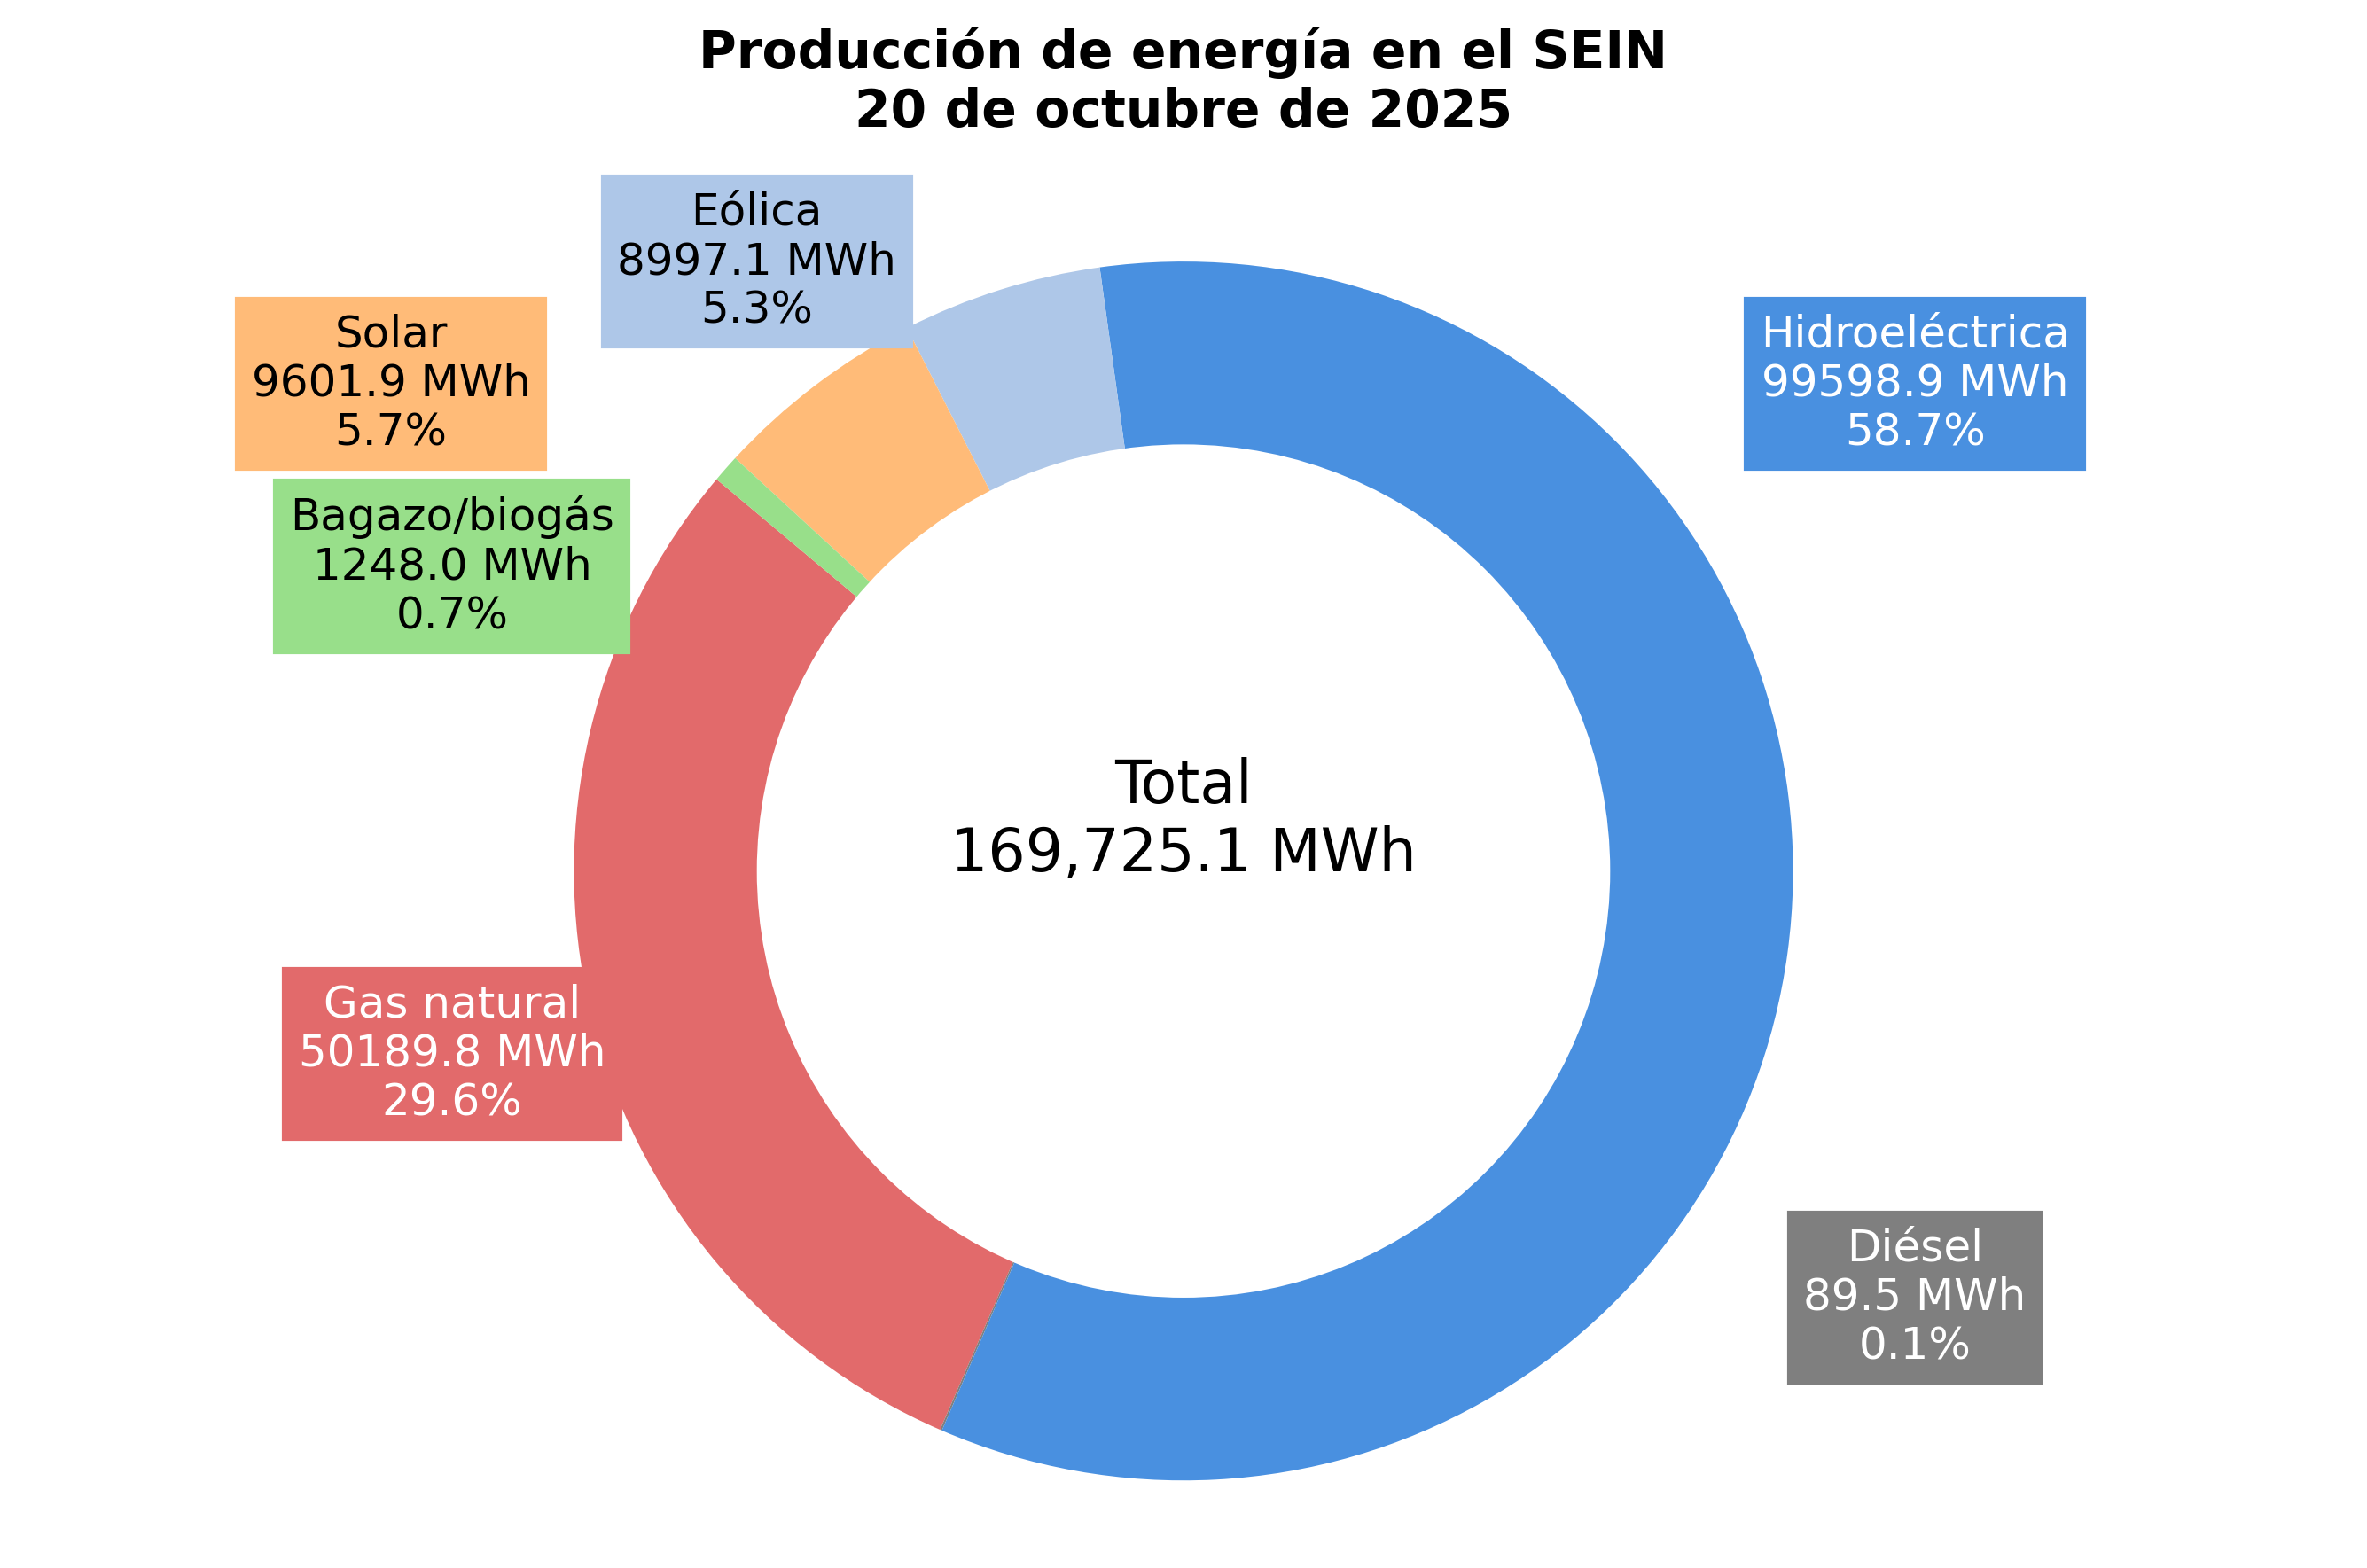 Producción de energía en el SEIN
20 de octubre de 2025
Eólica
8997.1 MWh
5.3%
Solar
9601.9 MWh
5.7%
Hidroeléctrica
99598.9 MWh
58.7%
Bagazo/biogás
1248.0 MWh
0.7%
Total
169,725.1 MWh
Gas natural
50189.8 MWh
29.6%
Diésel
89.5 MWh
0.1%